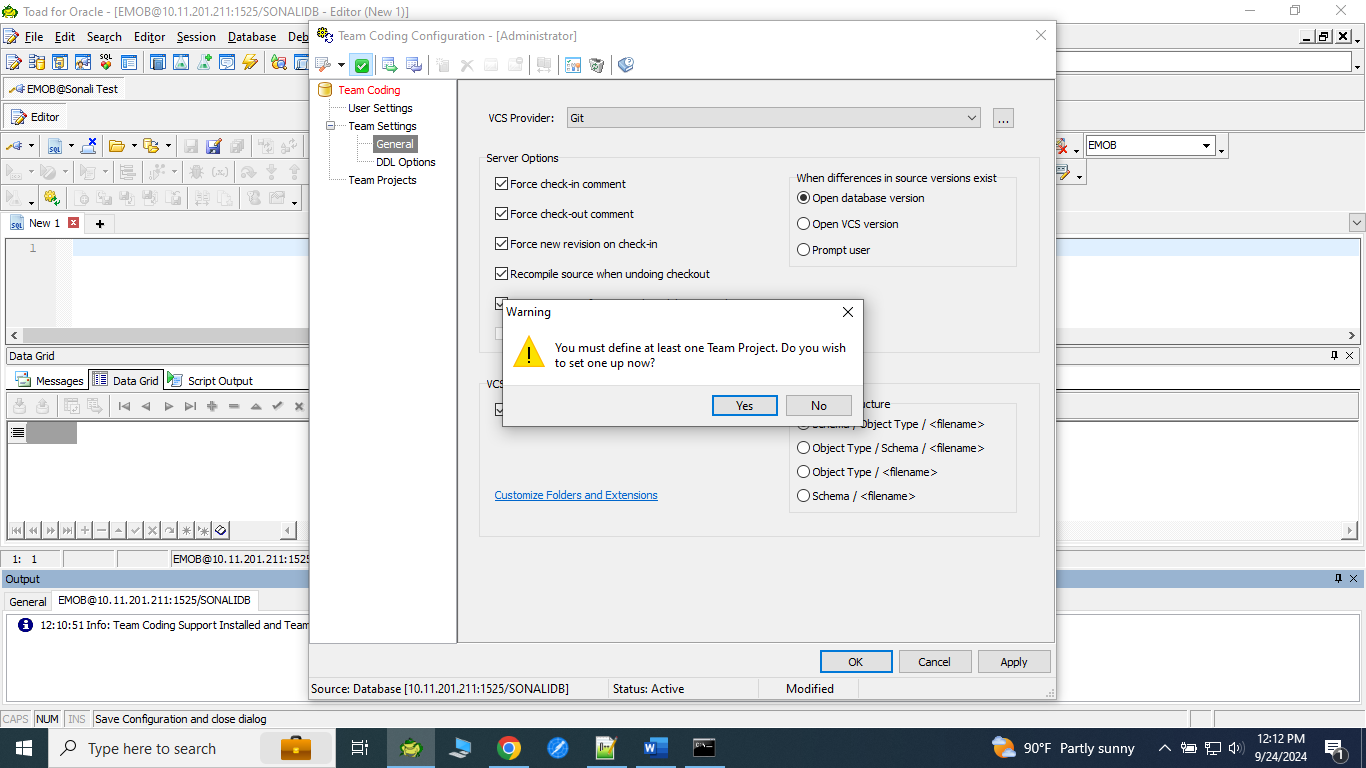 Toad for Oracle - [EMOB@10.11.201.211:1525/SONALIDB - Editor (New 1)]
File Edit Search Editor Session Database Deb
EMOB@Sonali Test
Editor
SQL
EMOB
New 1
1
Data Grid
Messages Data Grid Script Output
1: 1
EMOB@10.11.201.211:1525
Output
General EMOB@10.11.201.211:1525/SONALIDB
12:10:51 Info: Team Coding Support Installed and Team
CAPS NUM INS Save Configuration and close dialog
Team Coding Configuration - [Administrator]
Team Coding
User Settings
Team Settings
General
DDL Options
Team Projects
VCS Provider: Git ...
Server Options
Force check-in comment
Force check-out comment
Force new revision on check-in
Recompile source when undoing checkout
When differences in source versions exist
Open database version
Open VCS version
Prompt user
Warning
You must define at least one Team Project. Do you wish
to set one up now?
Yes No
VCS
ucture
Schema / Object Type / <filename>
Object Type / Schema / <filename>
Object Type / <filename>
Schema / <filename>
Customize Folders and Extensions
OK Cancel Apply
Source: Database [10.11.201.211:1525/SONALIDB] Status: Active Modified
Type here to search
90°F Partly sunny
12:12 PM
9/24/2024
1